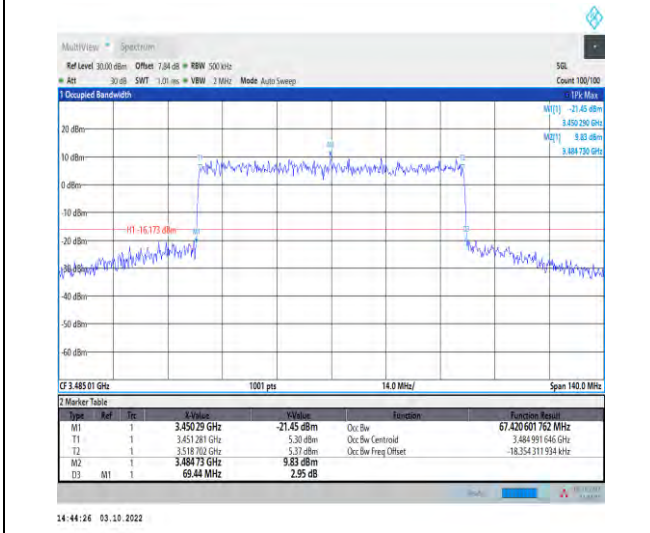 MultiView Spectrum
Ref Level 30.00 dBm Offset 7.84 dB RBW 500 kHz SGL
Att 30 dB SWT 1.01 ms VBW 2 MHz Mode Auto Sweep Count 100/100
1 Occupied Bandwidth 1Pk Max
M1[1] -21.45 dBm
3.450 290 GHz
20 dBm
M2[1] 9.83 dBm
3.484 730 GHz
10 dBm
0 dBm
-10 dBm
H1 -16.173 dBm
-20 dBm
-30 dBm
-40 dBm
-50 dBm
-60 dBm
CF 3.485 01 GHz 1001 pts 14.0 MHz/ Span 140.0 MHz
2 Marker Table
Type Ref Trc X-Value Y-Value Function Function Result
M1 1 3.450 29 GHz -21.45 dBm Occ Bw 67.420 601 762 MHz
T1 1 3.451 281 GHz 5.30 dBm Occ Bw Centroid 3.484 991 646 GHz
T2 1 3.518 702 GHz 5.37 dBm Occ Bw Freq Offset -18.354 311 934 kHz
M2 1 3.484 73 GHz 9.83 dBm
D3 M1 1 69.44 MHz 2.95 dB
14:44:26 03.10.2022